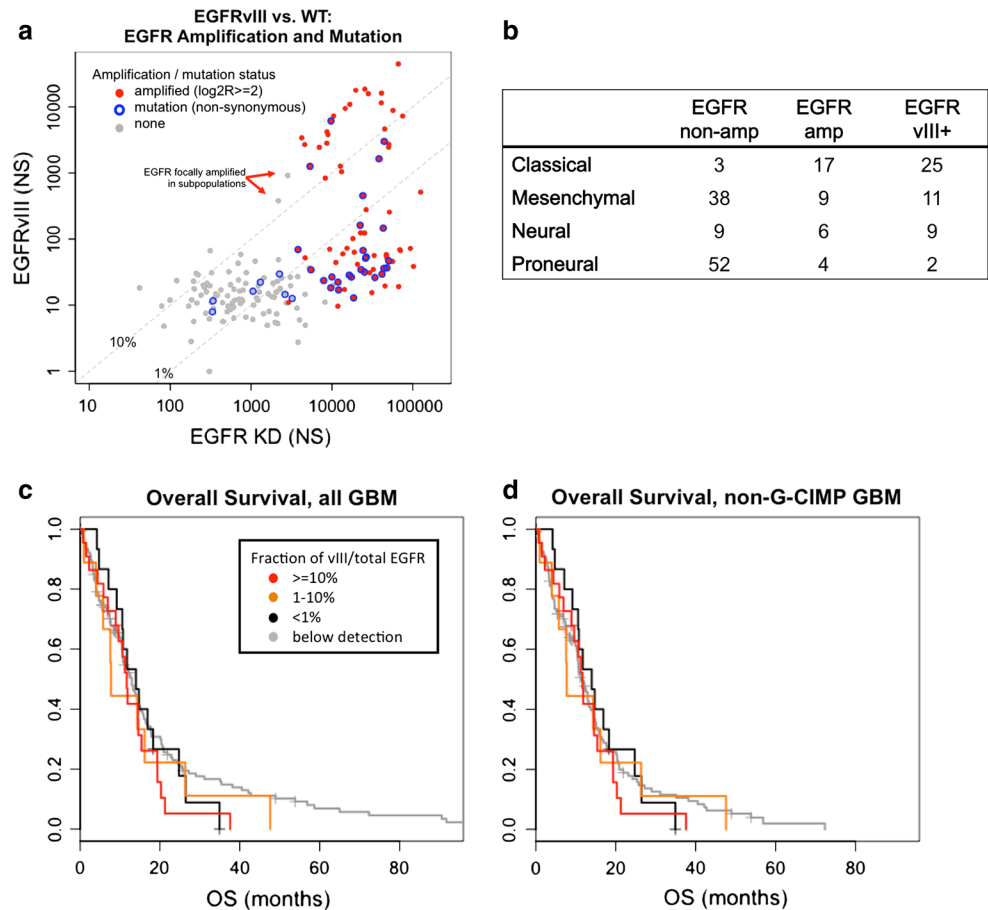 a
EGFRvIII vs. WT:
EGFR Amplification and Mutation
Amplification / mutation status
amplified (log2R>=2)
mutation (non-synonymous)
none
EGFR focally amplified
in subpopulations
EGFRvIII (NS)
10000
1000
100
10
1
10%
1%
10 100 1000 10000 100000
EGFR KD (NS)
b
EGFR non-amp EGFR amp EGFR vIII+
Classical 3 17 25
Mesenchymal 38 9 11
Neural 9 6 9
Proneural 52 4 2
c
Overall Survival, all GBM
Fraction of vIII/total EGFR
>=10%
1-10%
<1%
below detection
1.0
0.8
0.6
0.4
0.2
0.0
0 20 40 60 80
OS (months)
d
Overall Survival, non-G-CIMP GBM
1.0
0.8
0.6
0.4
0.2
0.0
0 20 40 60 80
OS (months)